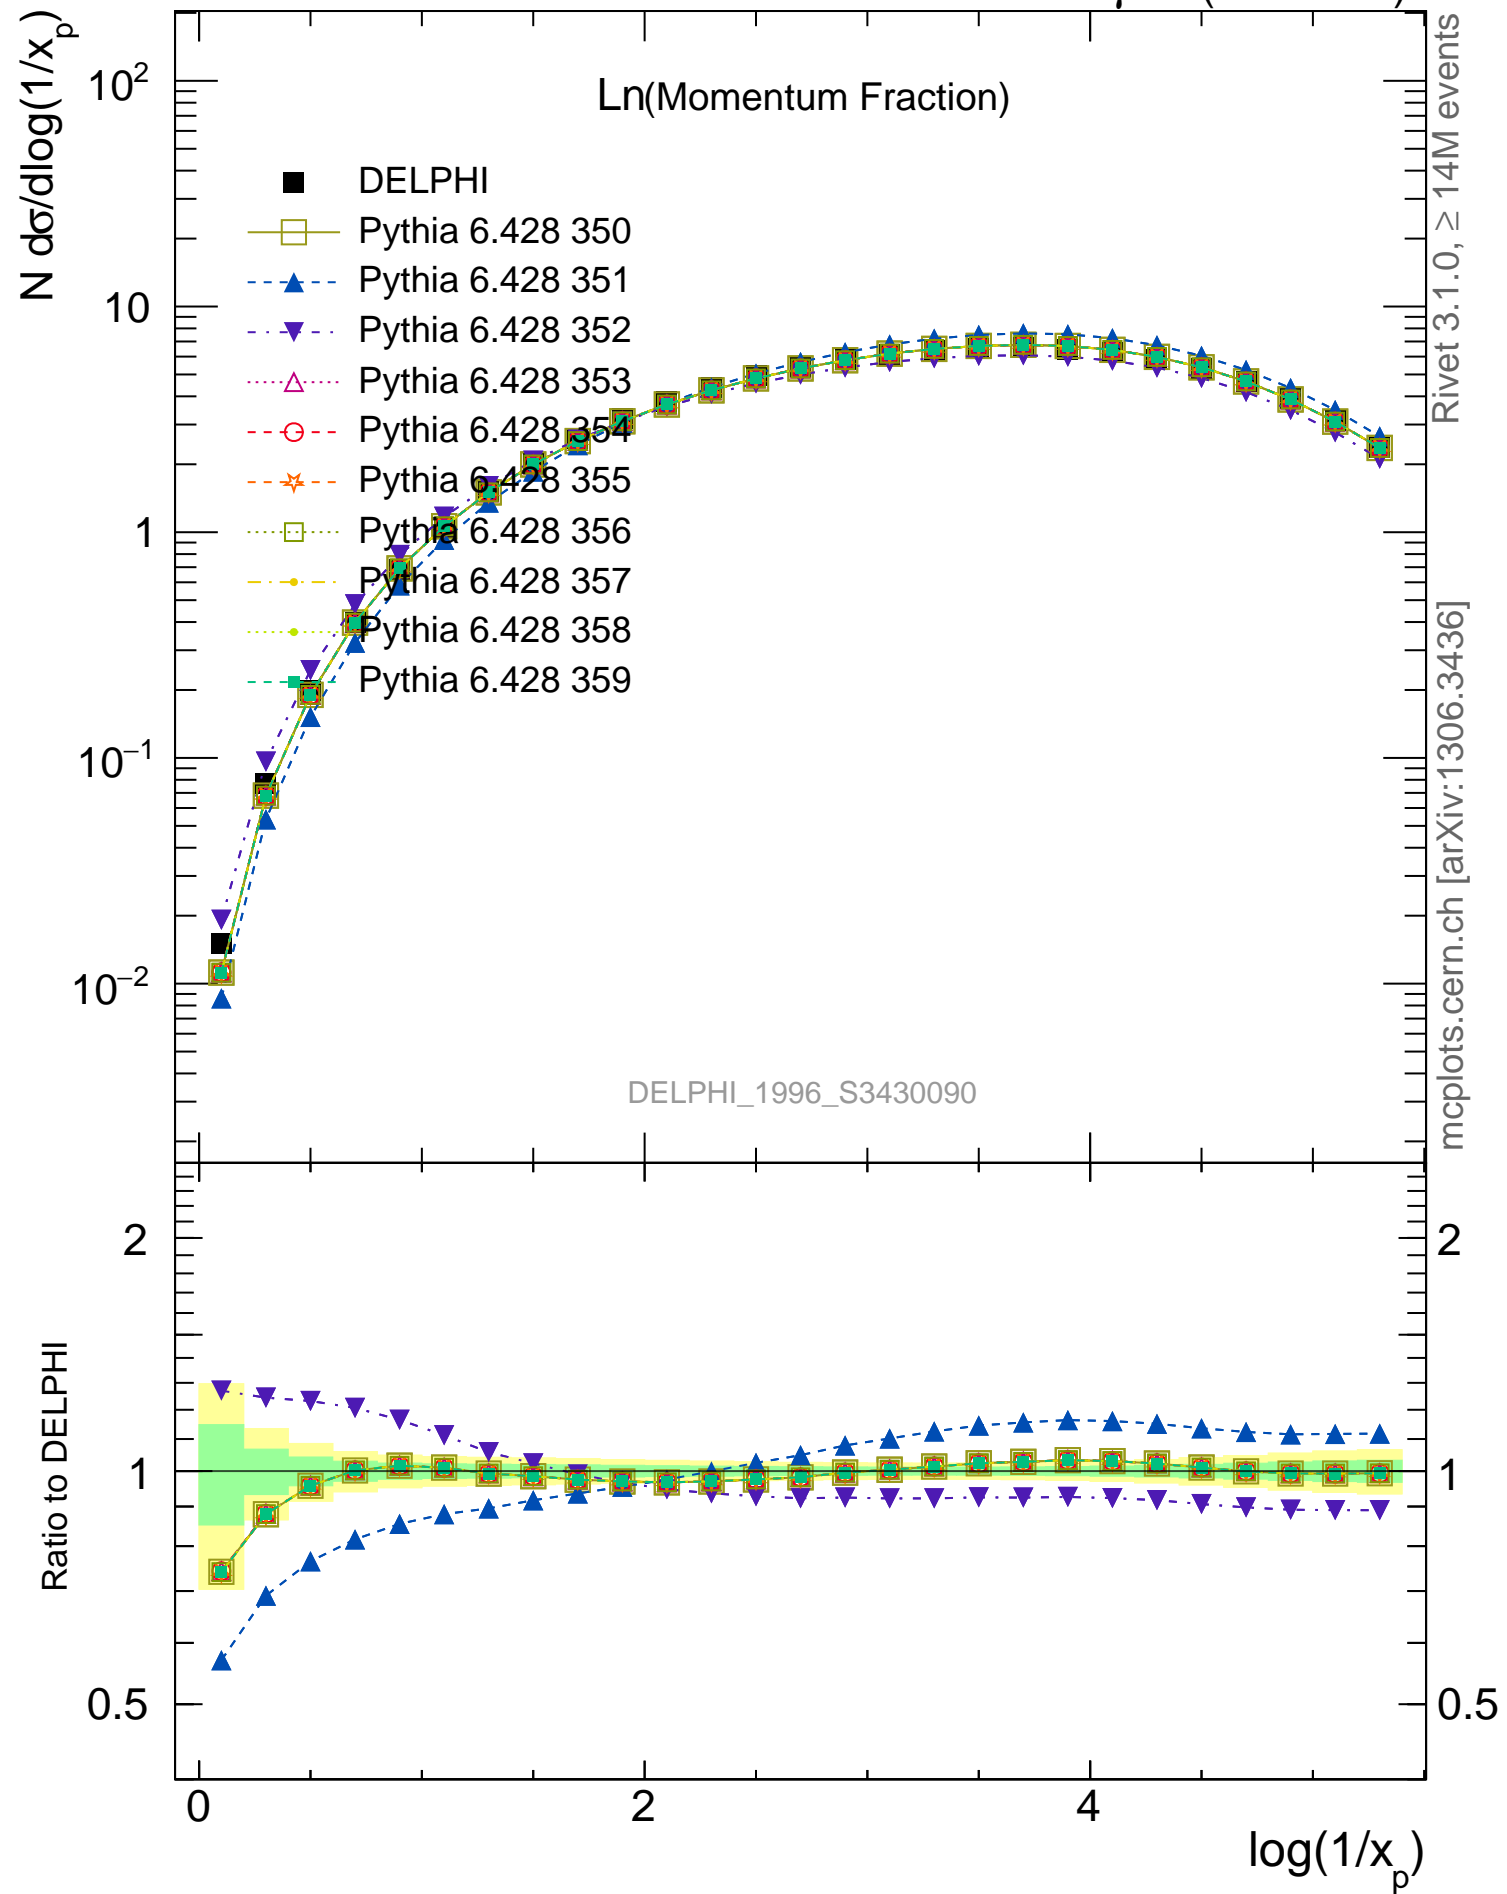 N dσ/dlog(1/x_p)
10²
10
1
10⁻¹
10⁻²
Ln(Momentum Fraction)
DELPHI
Pythia 6.428 350
Pythia 6.428 351
Pythia 6.428 352
Pythia 6.428 353
Pythia 6.428 354
Pythia 6.428 355
Pythia 6.428 356
Pythia 6.428 357
Pythia 6.428 358
Pythia 6.428 359
DELPHI_1996_S3430090
Rivet 3.1.0, ≥ 14M events
mcplots.cern.ch [arXiv:1306.3436]
Ratio to DELPHI
2
1
0.5
2
1
0.5
0
2
4
log(1/x_p)